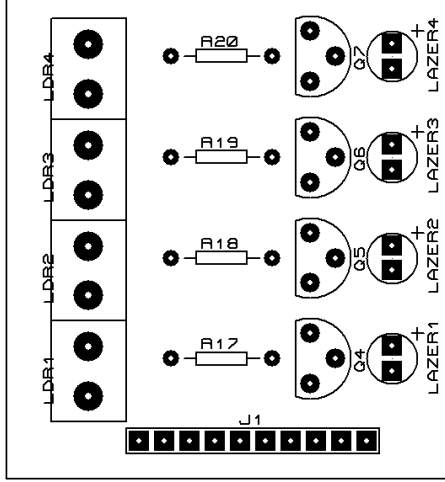 LDR4
R20
Q7
+
LAZER4
LDR3
R19
Q6
+
LAZER3
LDR2
R18
Q5
+
LAZER2
LDR1
R17
Q4
+
LAZER1
J1